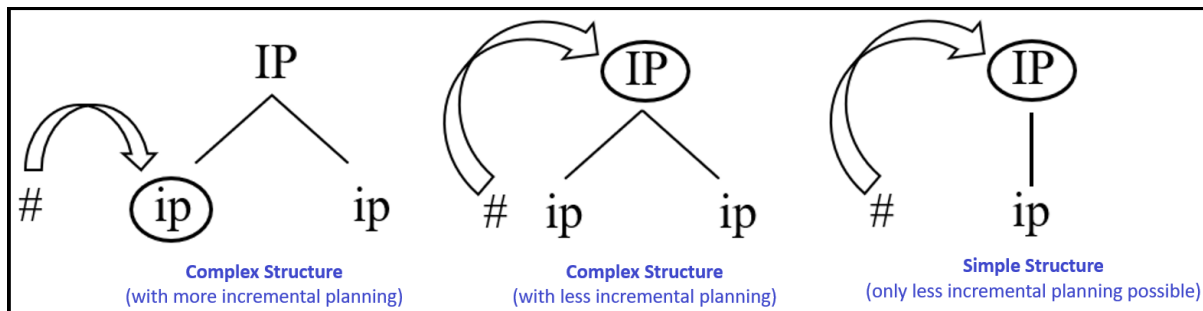 IP IP IP
# ip ip # ip ip # ip
Complex Structure Complex Structure Simple Structure
(with more incremental planning) (with less incremental planning) (only less incremental planning possible)